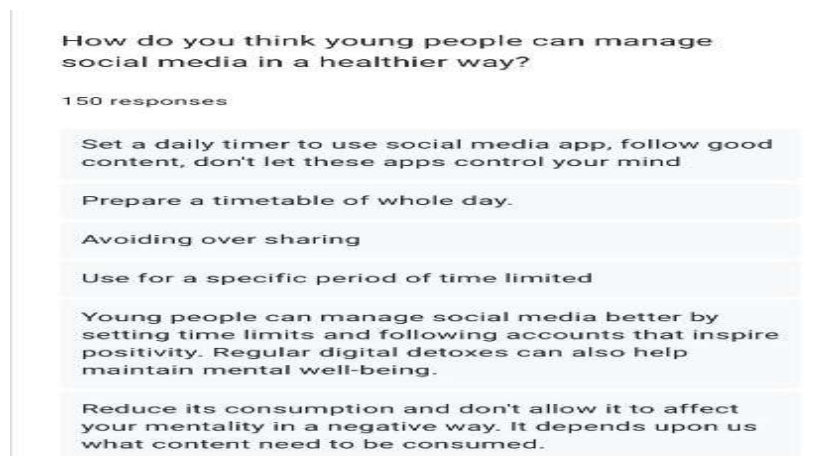 How do you think young people can manage
social media in a healthier way?
150 responses
Set a daily timer to use social media app, follow good
content, don't let these apps control your mind
Prepare a timetable of whole day.
Avoiding over sharing
Use for a specific period of time limited
Young people can manage social media better by
setting time limits and following accounts that inspire
positivity. Regular digital detoxes can also help
maintain mental well-being.
Reduce its consumption and don't allow it to affect
your mentality in a negative way. It depends upon us
what content need to be consumed.